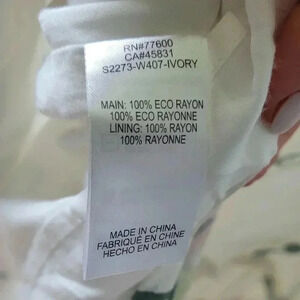 RN#77600
CA#45831
S2273-W407-IVORY
MAIN: 100% ECO RAYON
100% ECO RAYONNE
LINING: 100% RAYON
100% RAYONNE
MADE IN CHINA
FABRIQUÉ EN CHINE
HECHO EN CHINA